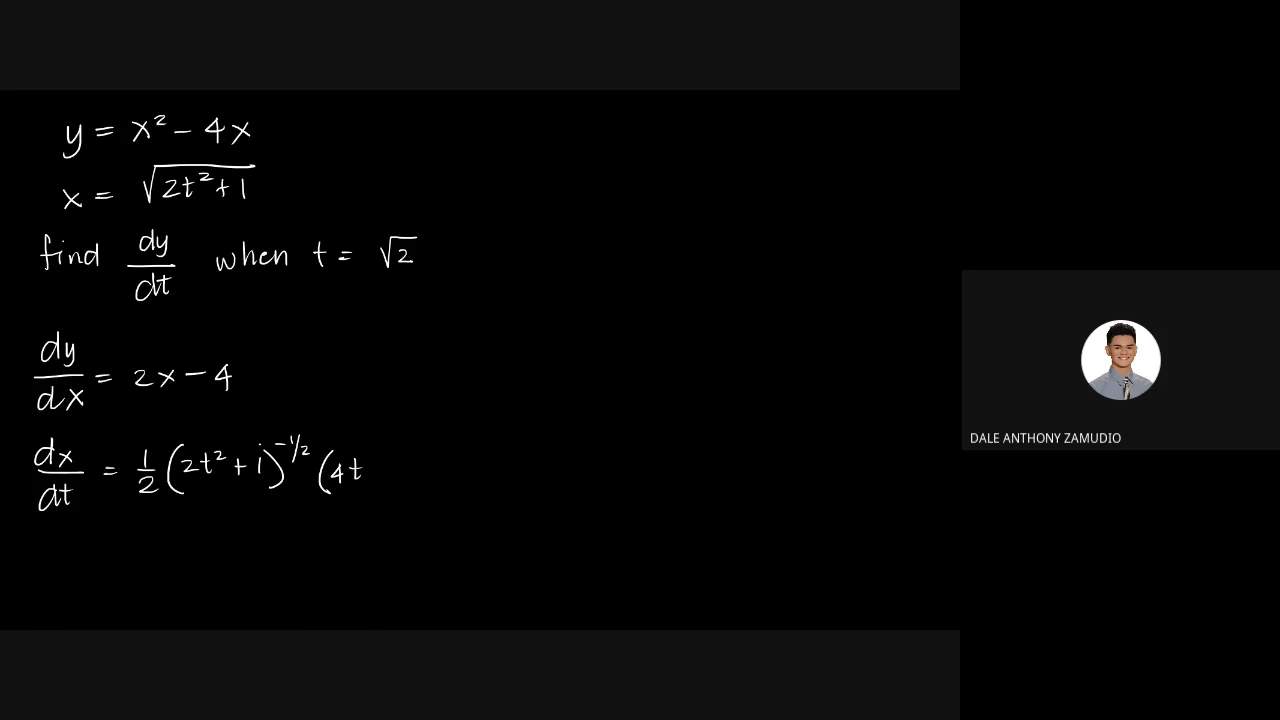 y = x² - 4x
x = √(2t² + 1)
find dy/dt when t = √2
dy/dx = 2x - 4
dx/dt = 1/2 (2t² + 1)^(-1/2) (4t
DALE ANTHONY ZAMUDIO